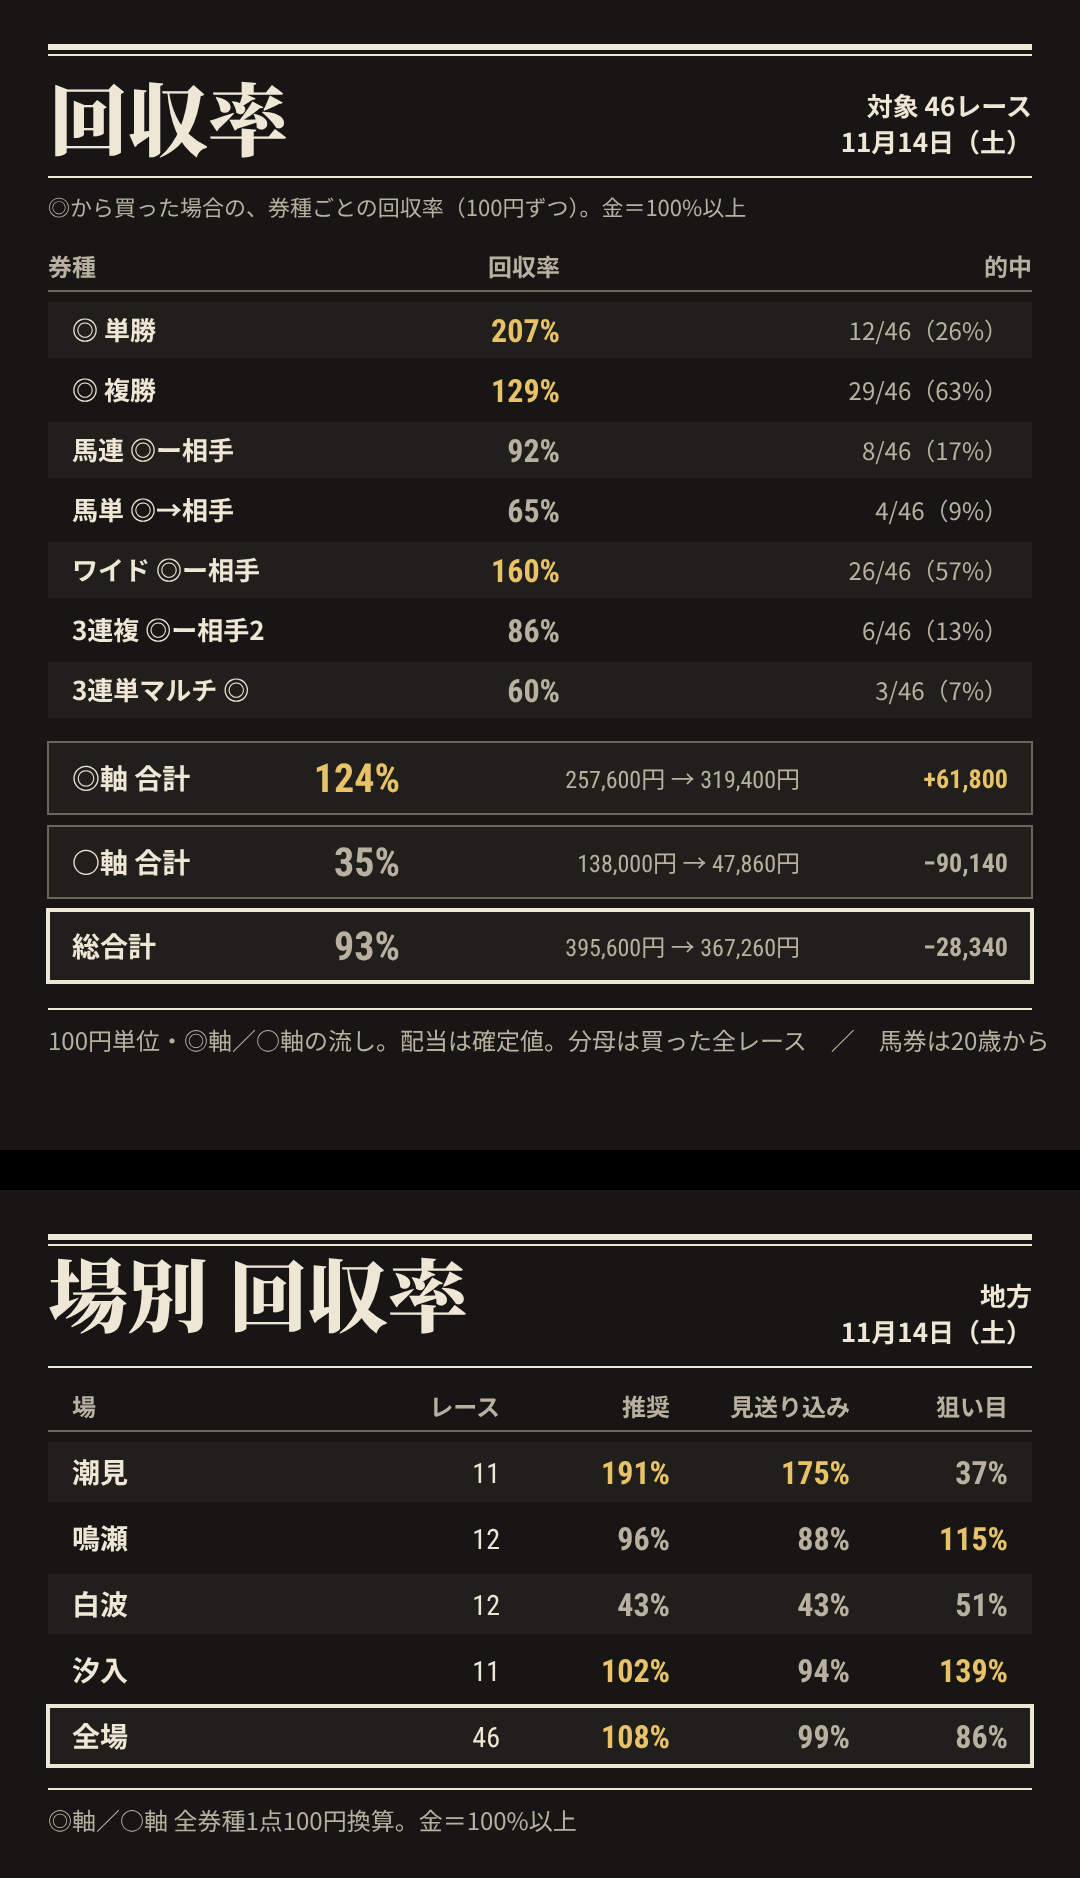 回収率
対象 46レース
11月14日（土）
◎から買った場合の、券種ごとの回収率（100円ずつ）。金＝100%以上
券種 回収率 的中
◎ 単勝 207% 12/46（26%）
◎ 複勝 129% 29/46（63%）
馬連 ◎ー相手 92% 8/46（17%）
馬単 ◎→相手 65% 4/46（9%）
ワイド ◎ー相手 160% 26/46（57%）
3連複 ◎ー相手2 86% 6/46（13%）
3連単マルチ ◎ 60% 3/46（7%）
◎軸 合計 124% 257,600円 → 319,400円 +61,800
○軸 合計 35% 138,000円 → 47,860円 −90,140
総合計 93% 395,600円 → 367,260円 −28,340
100円単位・◎軸／○軸の流し。配当は確定値。分母は買った全レース　／　馬券は20歳から
場別 回収率
地方
11月14日（土）
場 レース 推奨 見送り込み 狙い目
潮見 11 191% 175% 37%
鳴瀬 12 96% 88% 115%
白波 12 43% 43% 51%
汐入 11 102% 94% 139%
全場 46 108% 99% 86%
◎軸／○軸 全券種1点100円換算。金＝100%以上